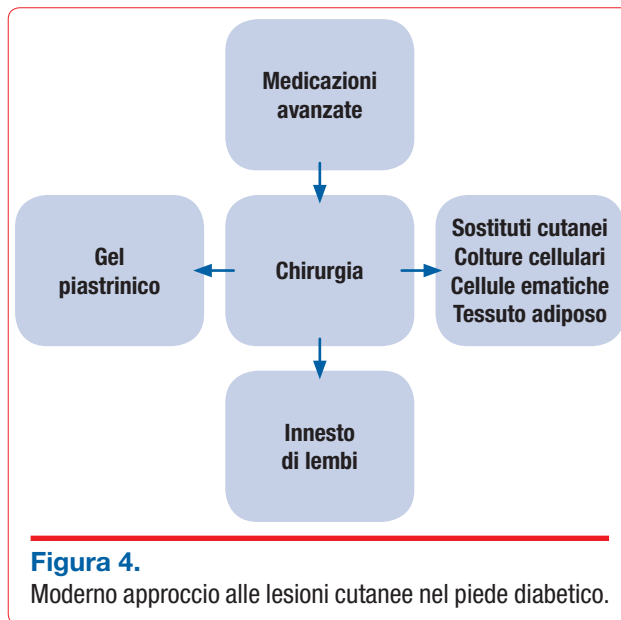 Medicazioni
avanzate
Gel
piastrinico
Chirurgia
Sostituti cutanei
Colture cellulari
Cellule ematiche
Tessuto adiposo
Innesto
di lembi
Figura 4.
Moderno approccio alle lesioni cutanee nel piede diabetico.